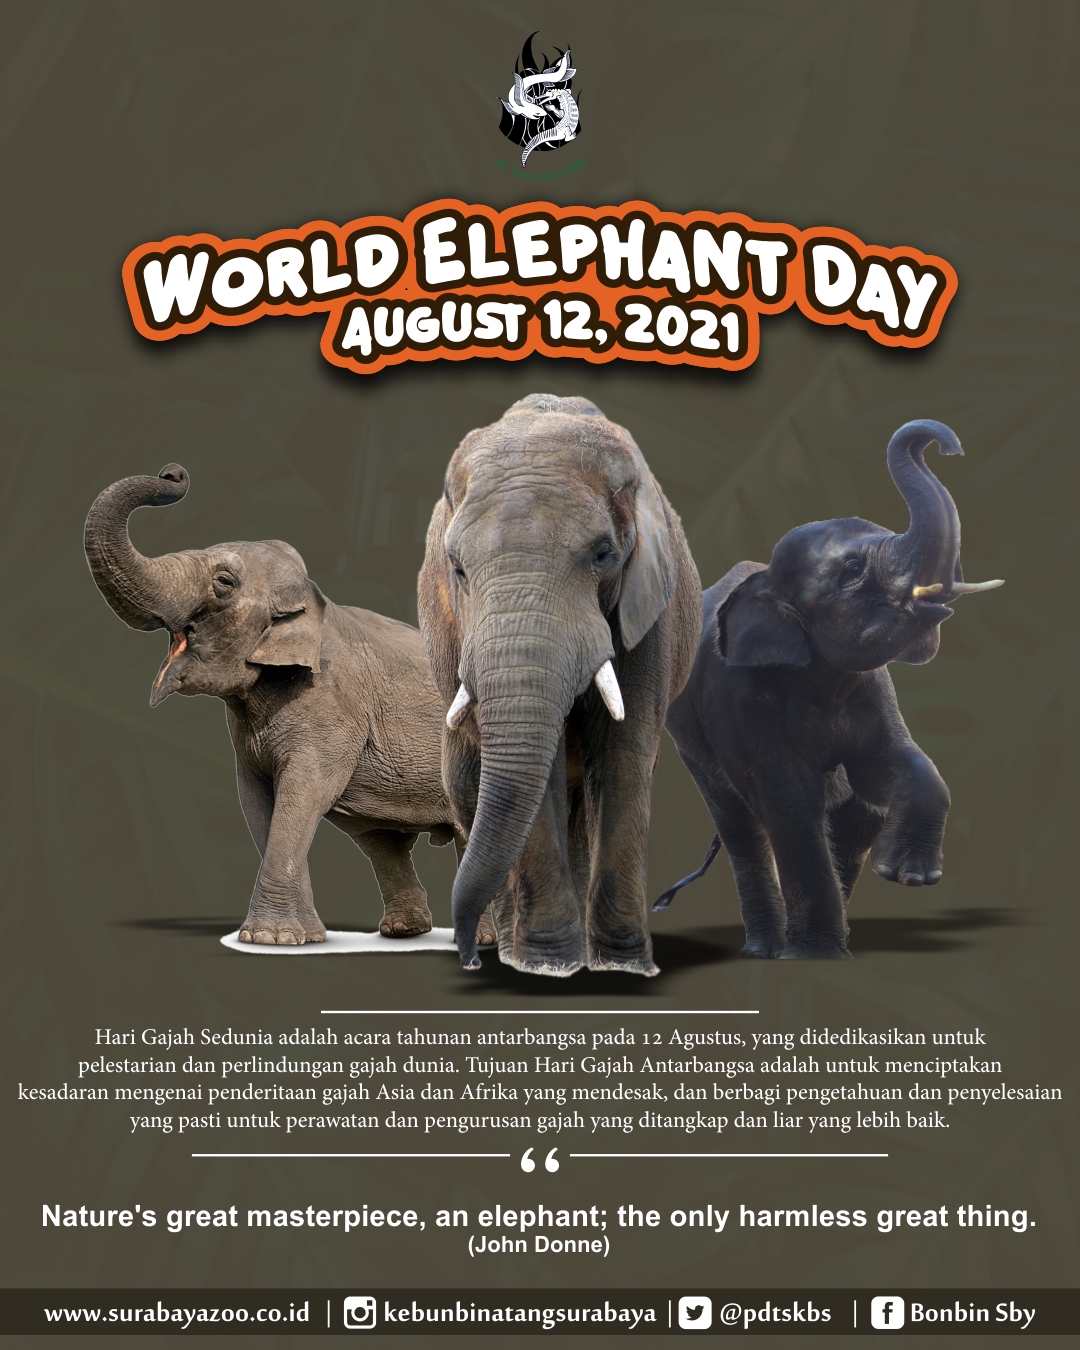 WORLD ELEPHANT DAY
AUGUST 12, 2021
Hari Gajah Sedunia adalah acara tahunan antarbangsa pada 12 Agustus, yang didedikasikan untuk
pelestarian dan perlindungan gajah dunia. Tujuan Hari Gajah Antarbangsa adalah untuk menciptakan
kesadaran mengenai penderitaan gajah Asia dan Afrika yang mendesak, dan berbagi pengetahuan dan penyelesaian
yang pasti untuk perawatan dan pengurusan gajah yang ditangkap dan liar yang lebih baik.
“
Nature's great masterpiece, an elephant; the only harmless great thing.
(John Donne)
www.surabayazoo.co.id | kebunbinatangsurabaya | @pdtskbs | Bonbin Sby